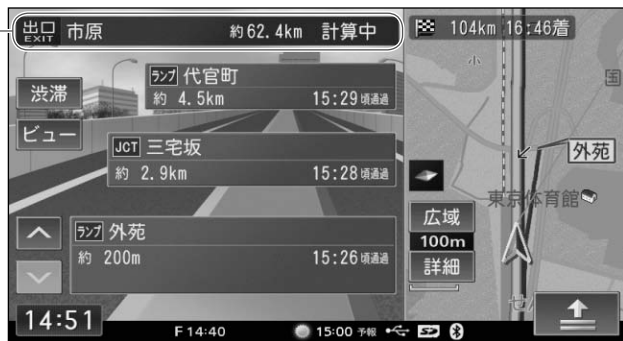 出口 EXIT 市原 約62.4km 計算中
104km 16:46着
渋滞
ビュー
ランプ 代官町
約 4.5km 15:29頃通過
JCT 三宅坂
約 2.9km 15:28頃通過
ランプ 外苑
約 200m 15:26頃通過
14:51
F14:40
15:00 予報
外苑
東京体育館
広域
100m
詳細